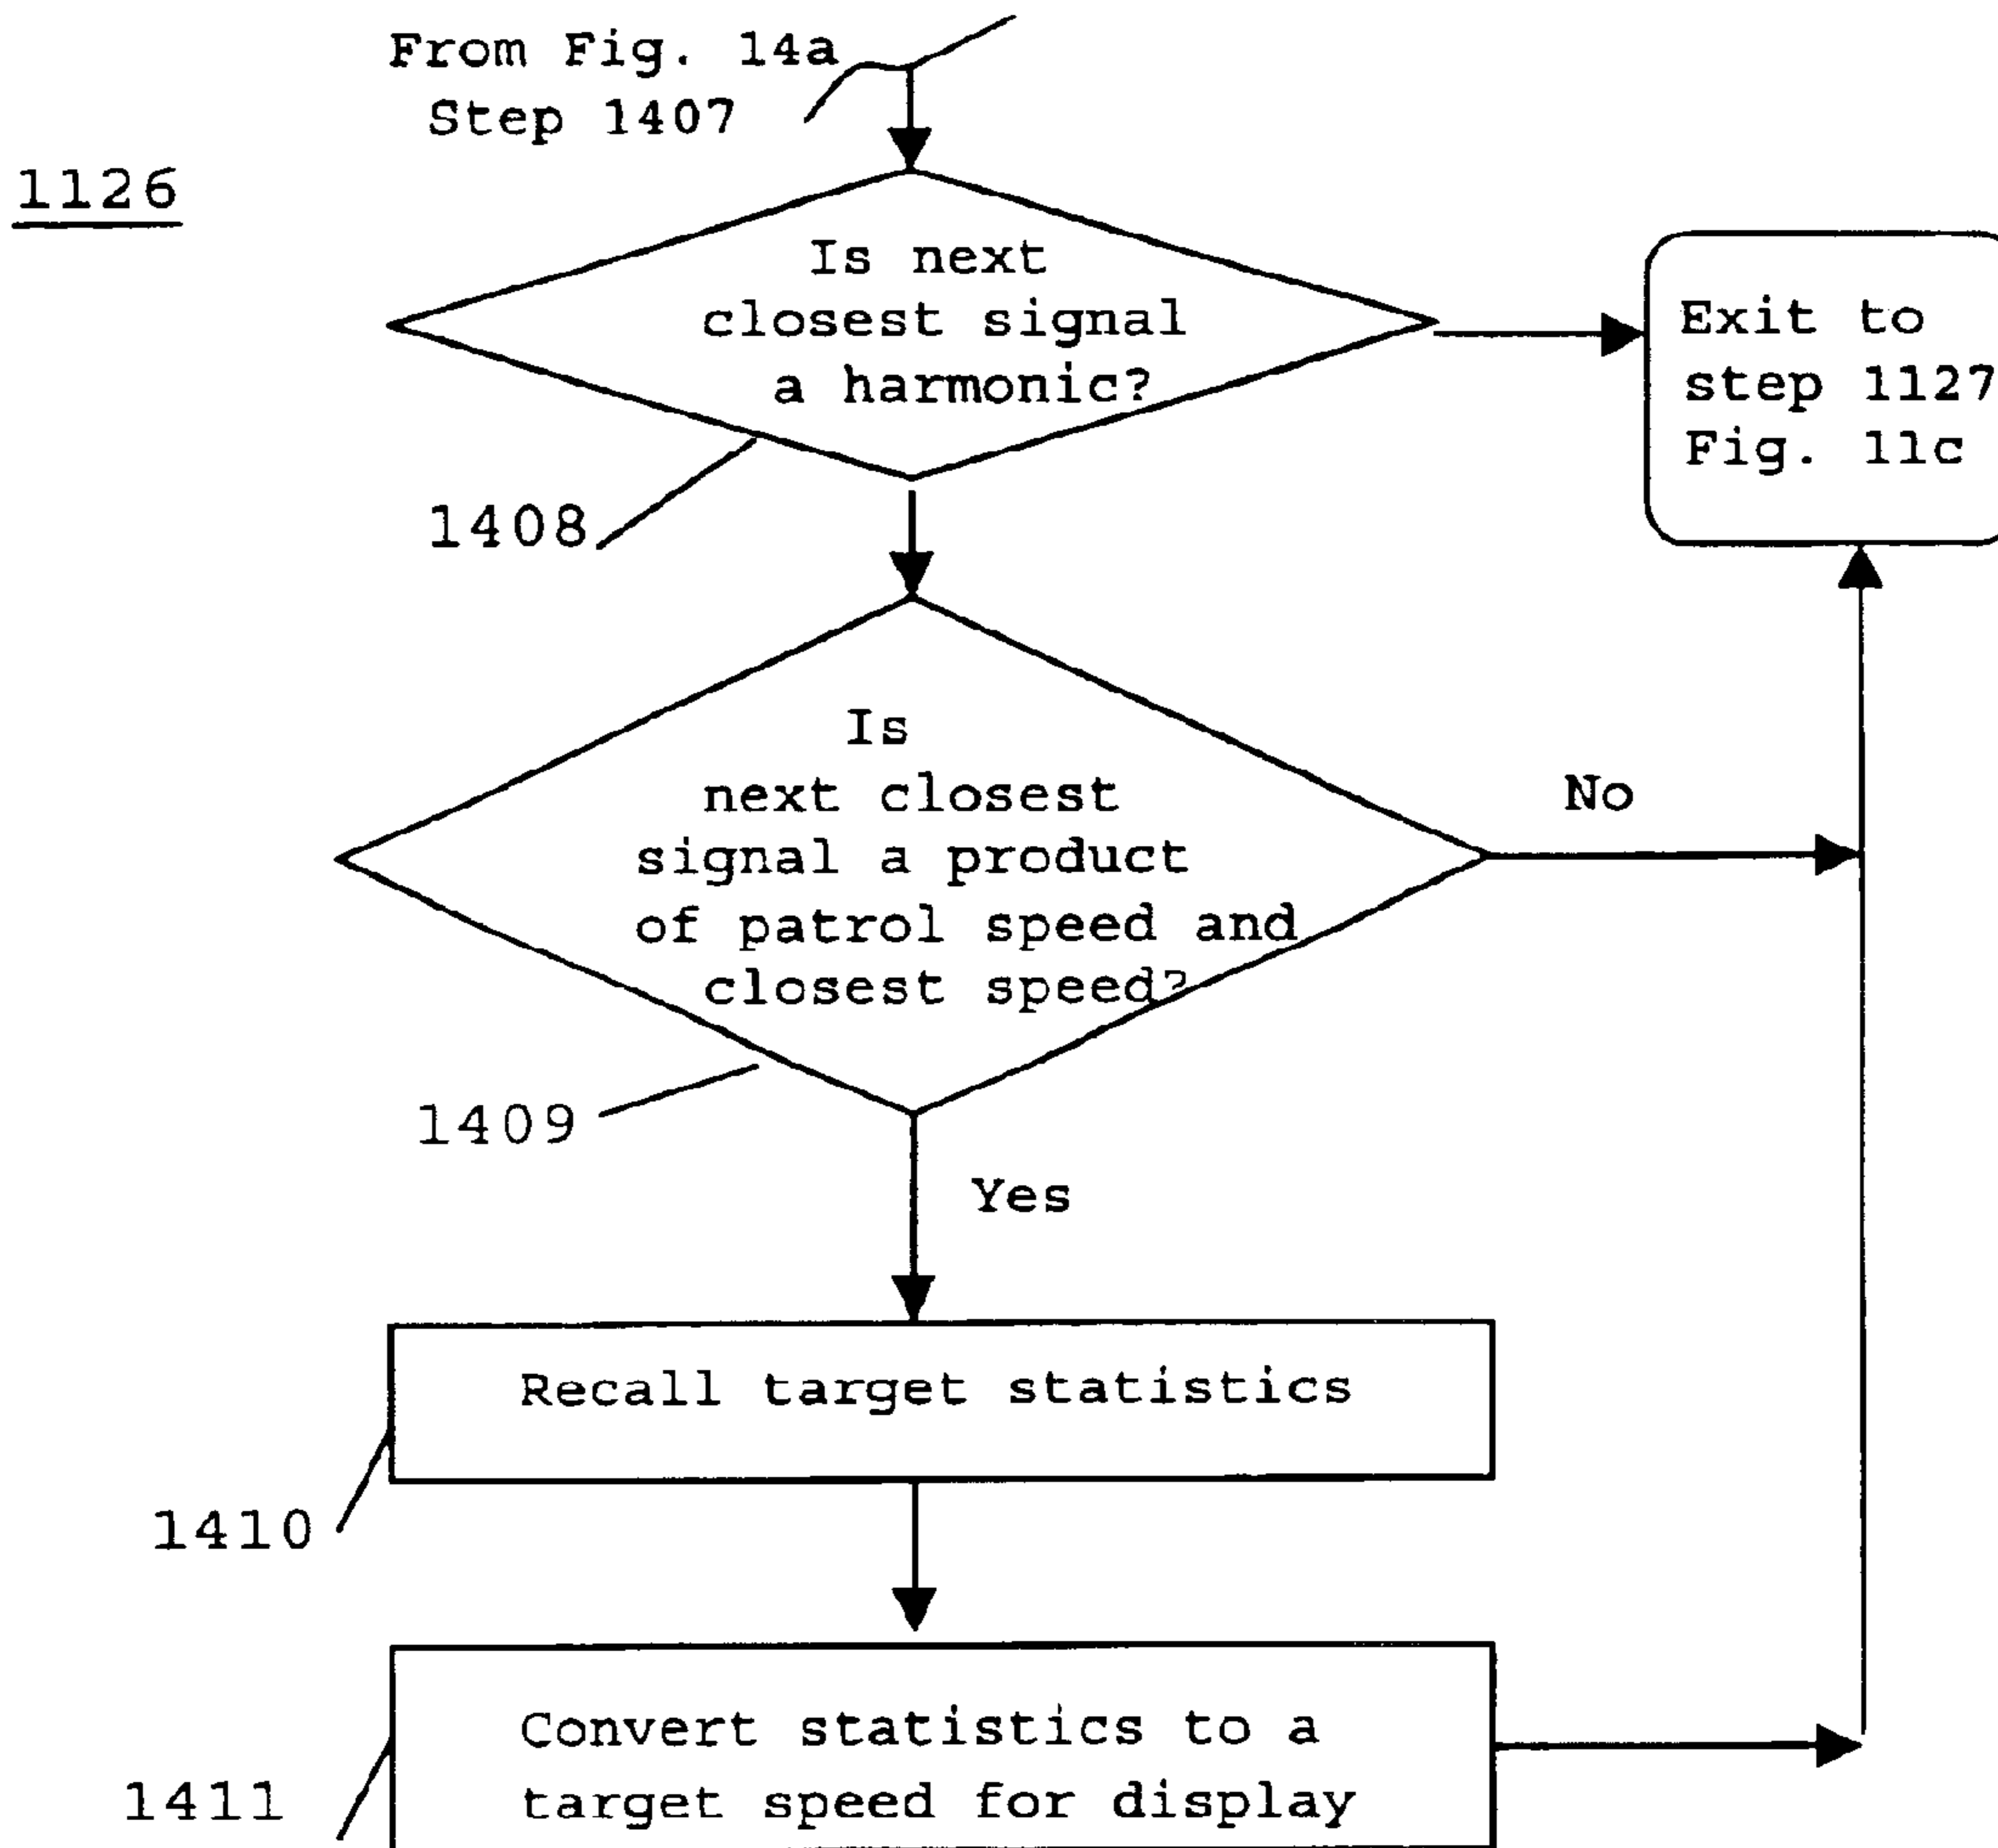 From Fig. 14a
Step 1407
1126
Is next
closest signal
a harmonic?
Exit to
step 1127
Fig. 11c
1408
Is
next closest
signal a product
of patrol speed and
closest speed?
No
1409
Yes
Recall target statistics
1410
Convert statistics to a
target speed for display
1411